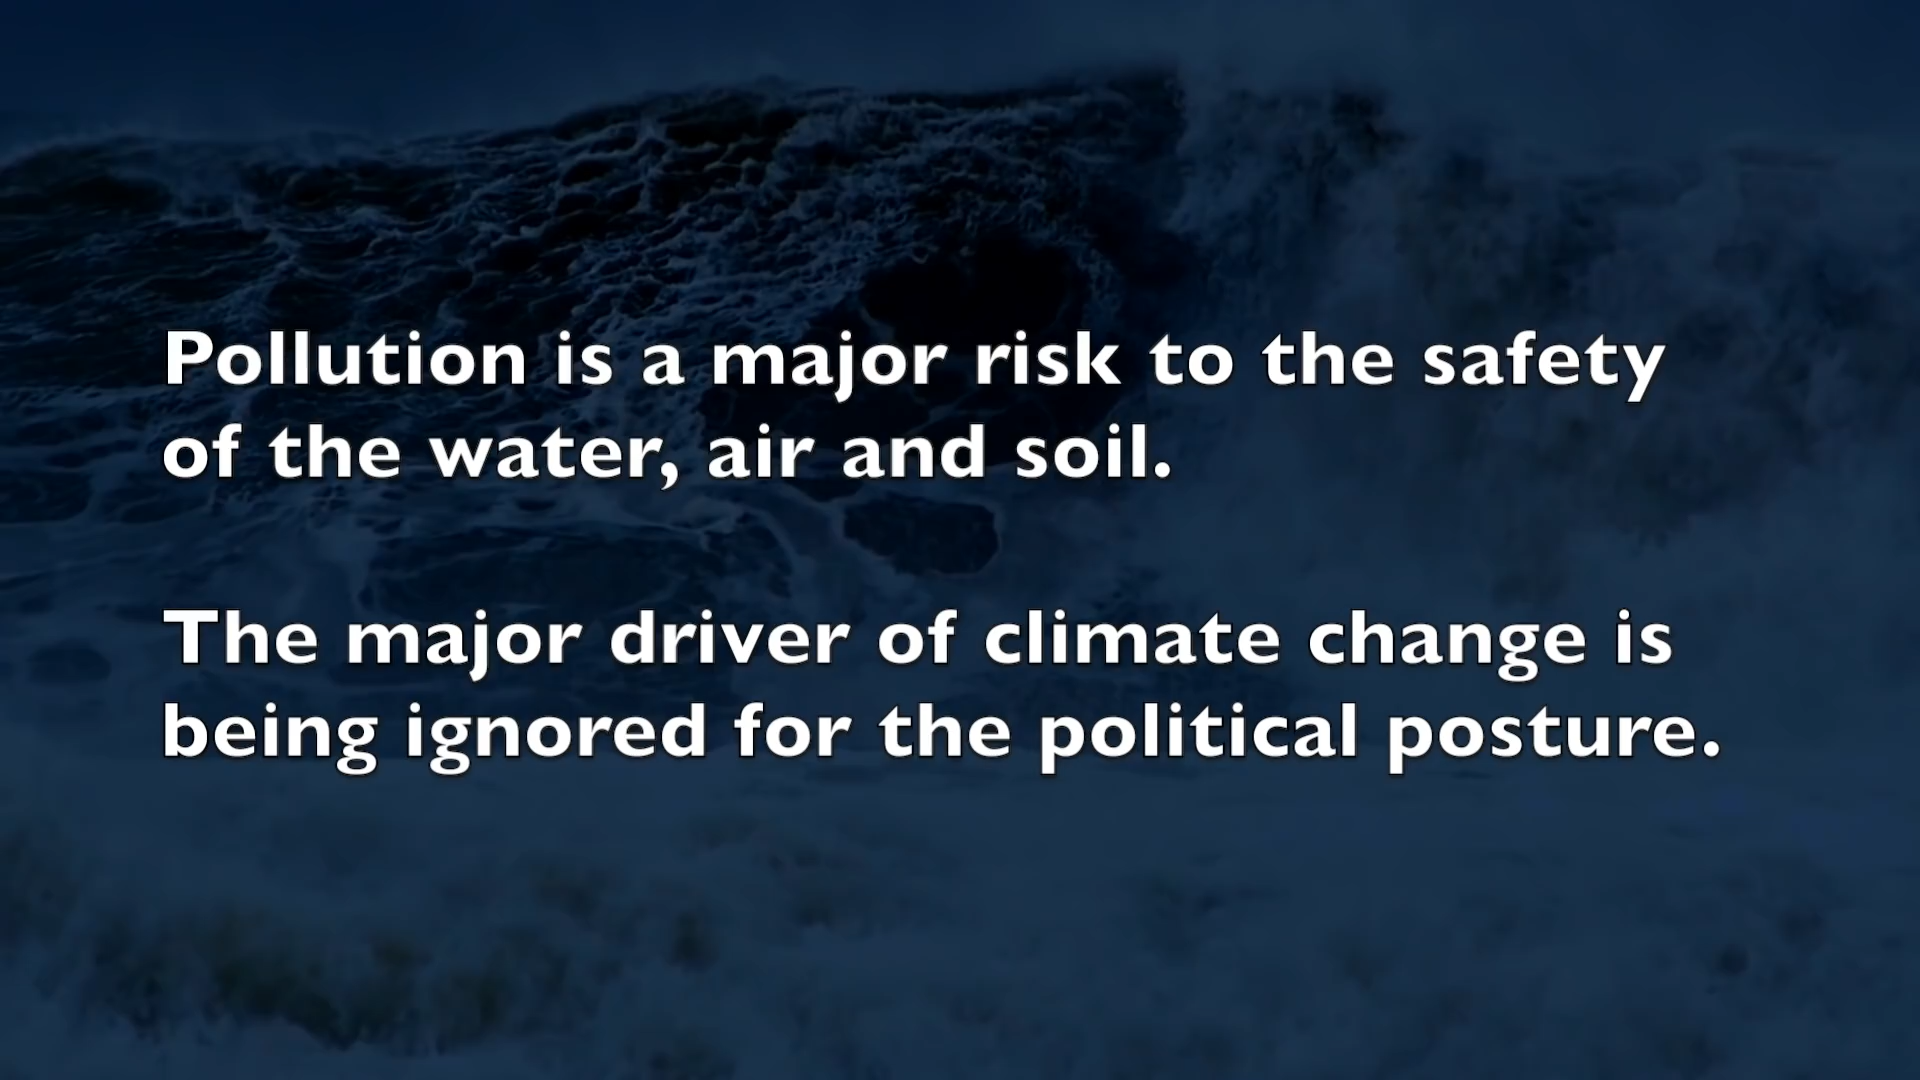 Pollution is a major risk to the safety
of the water, air and soil.
The major driver of climate change is
being ignored for the political posture.